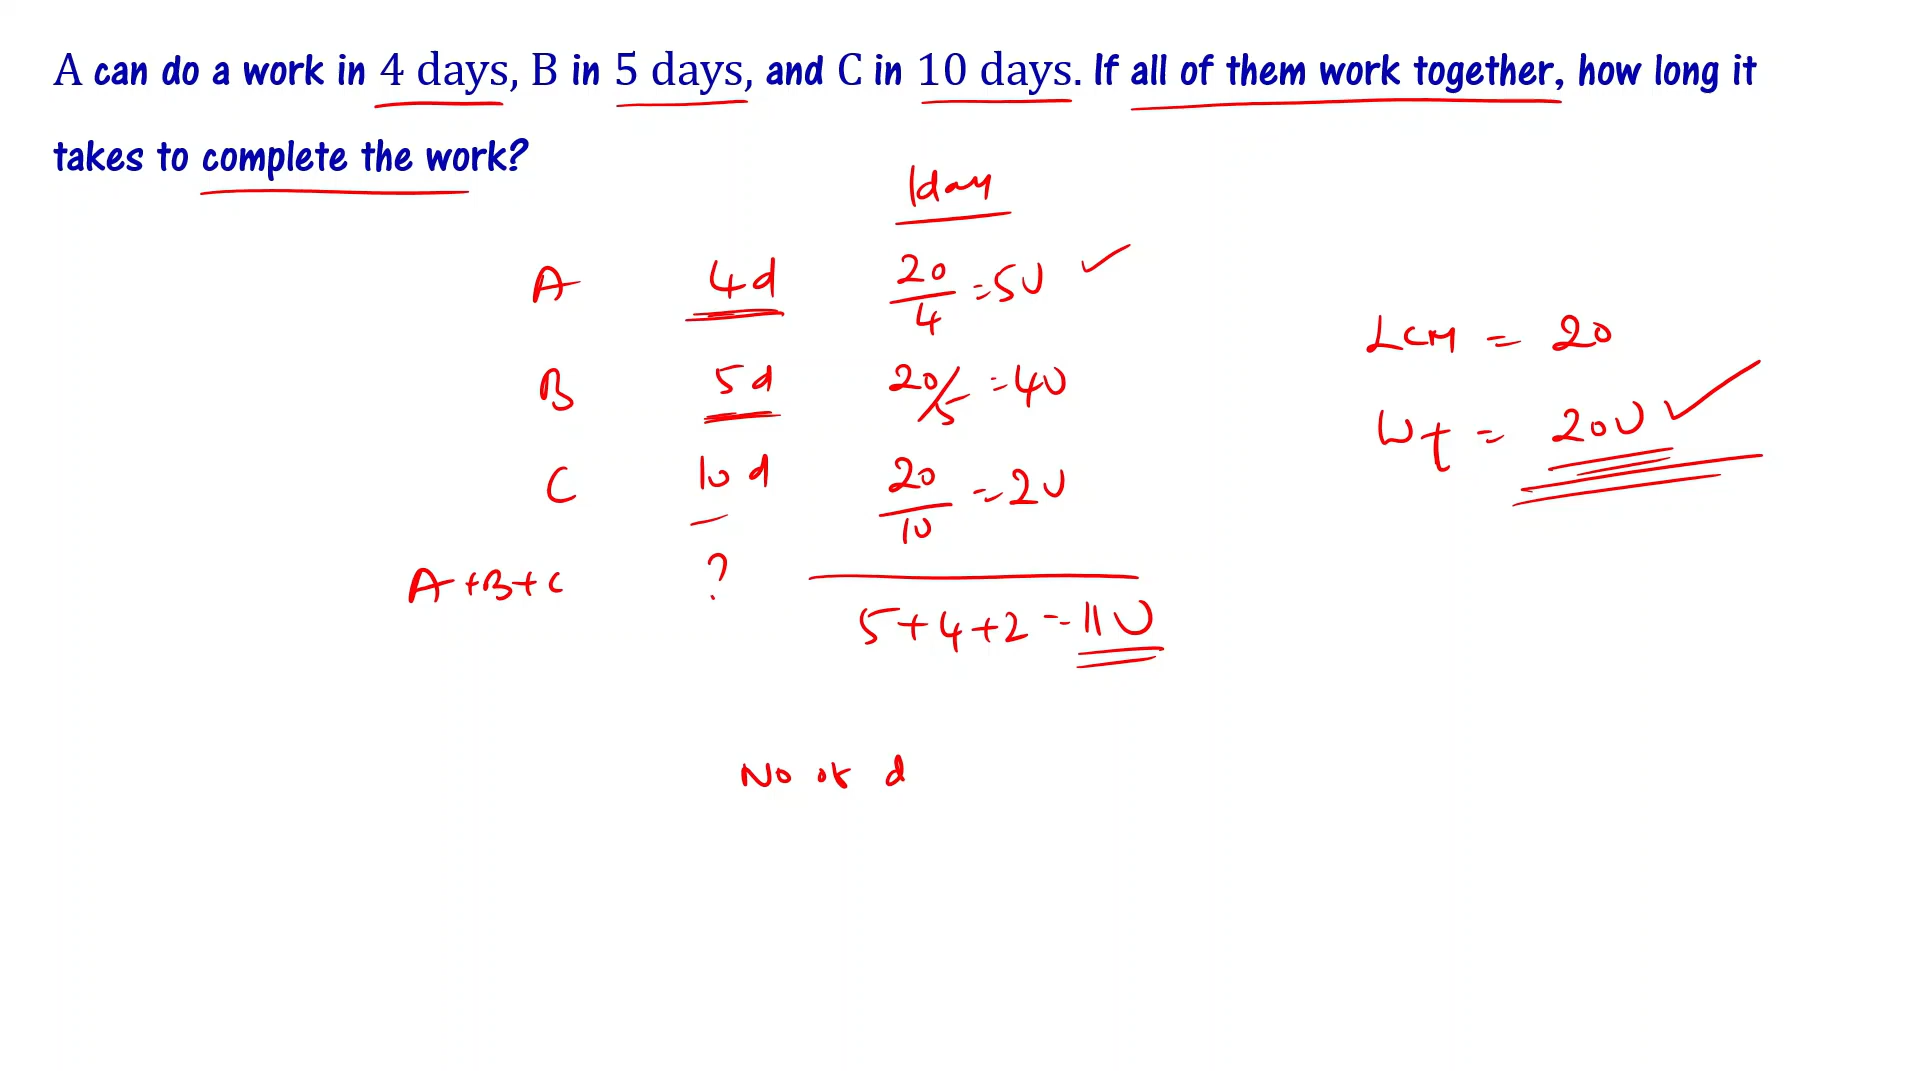 A can do a work in 4 days, B in 5 days, and C in 10 days. If all of them work together, how long it
takes to complete the work?
1day
A 4d 20/4 = 5U ✓
B 5d 20/5 = 4U
C 10d 20/10 = 2U
A+B+C ?
5+4+2 = 11U
LCM = 20
Wt = 20U ✓
No of d